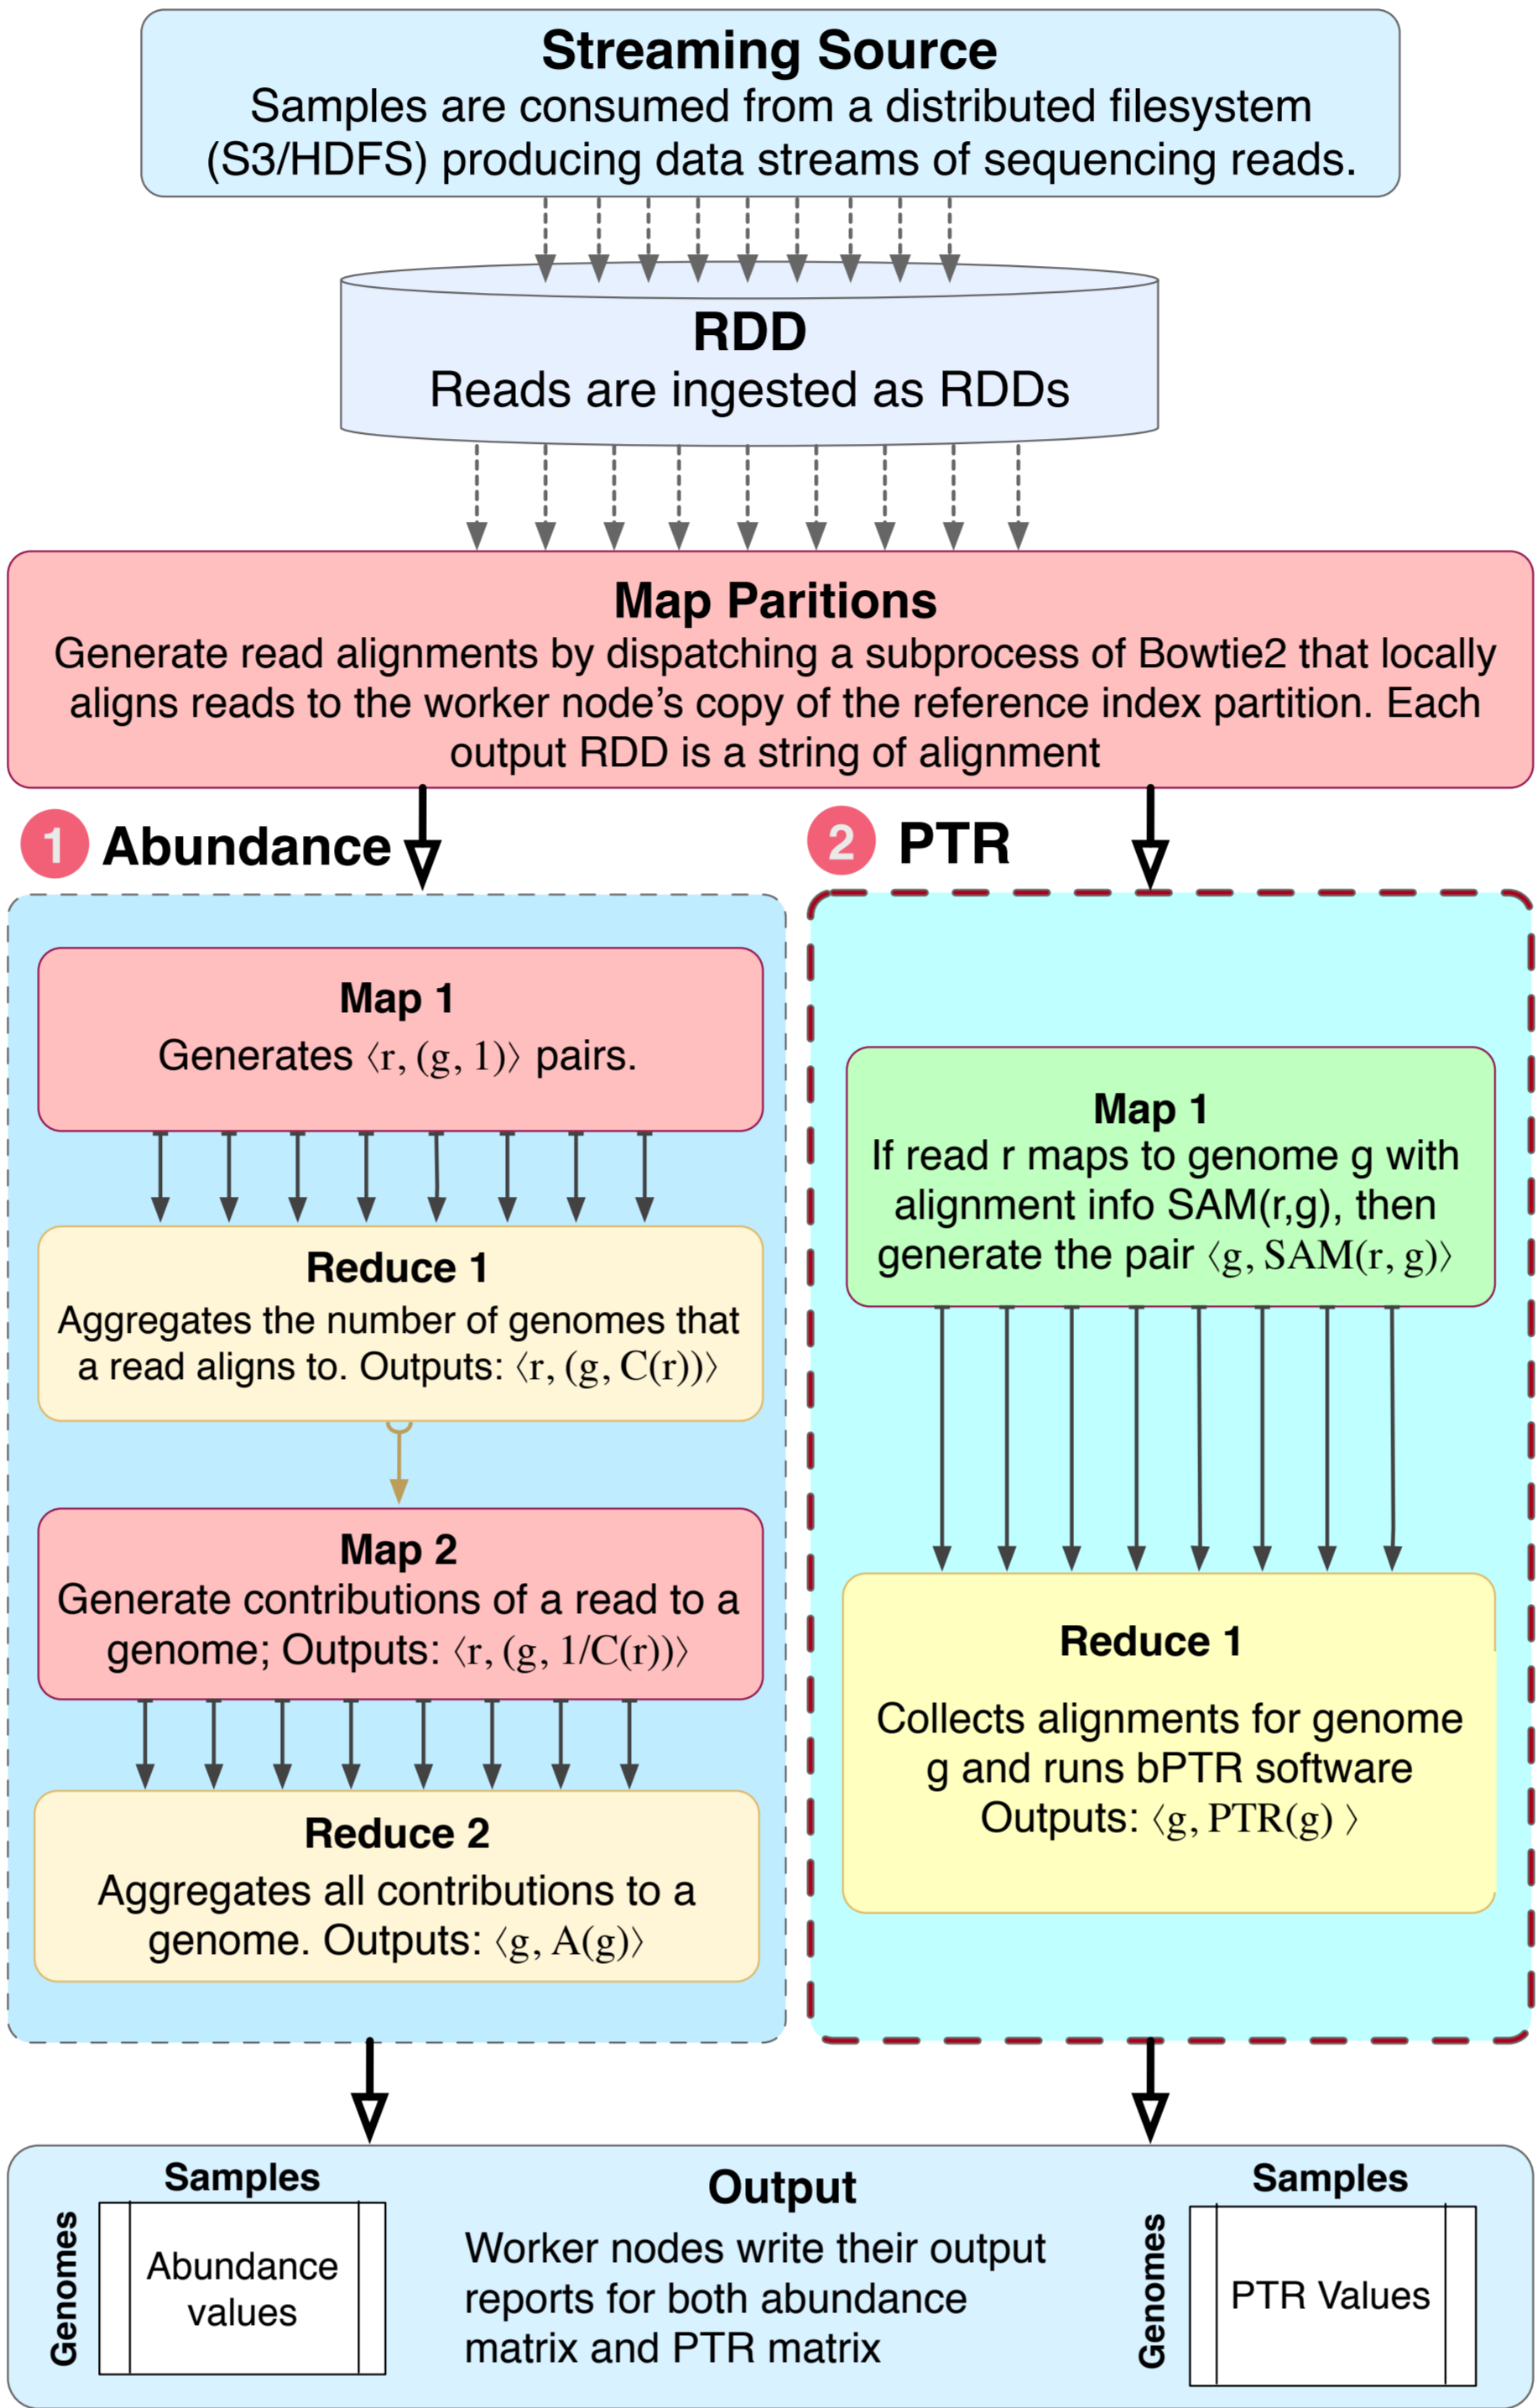 Streaming Source
Samples are consumed from a distributed filesystem
(S3/HDFS) producing data streams of sequencing reads.
RDD
Reads are ingested as RDDs
Map Paritions
Generate read alignments by dispatching a subprocess of Bowtie2 that locally
aligns reads to the worker node’s copy of the reference index partition. Each
output RDD is a string of alignment
1 Abundance
Map 1
Generates ⟨r, (g, 1)⟩ pairs.
Reduce 1
Aggregates the number of genomes that
a read aligns to. Outputs: ⟨r, (g, C(r))⟩
Map 2
Generate contributions of a read to a
genome; Outputs: ⟨r, (g, 1/C(r))⟩
Reduce 2
Aggregates all contributions to a
genome. Outputs: ⟨g, A(g)⟩
2 PTR
Map 1
If read r maps to genome g with
alignment info SAM(r,g), then
generate the pair ⟨g, SAM(r, g)⟩
Reduce 1
Collects alignments for genome
g and runs bPTR software
Outputs: ⟨g, PTR(g) ⟩
Samples
Genomes
Abundance
values
Output
Worker nodes write their output
reports for both abundance
matrix and PTR matrix
Samples
Genomes
PTR Values